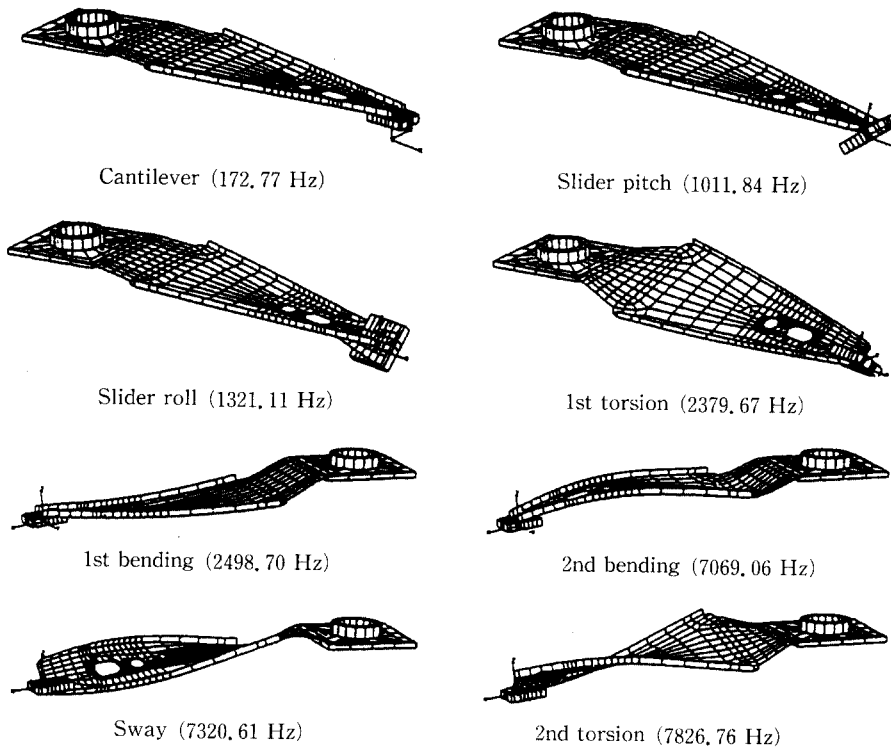 Cantilever (172.77 Hz)
Slider pitch (1011.84 Hz)
Slider roll (1321.11 Hz)
1st torsion (2379.67 Hz)
1st bending (2498.70 Hz)
2nd bending (7069.06 Hz)
Sway (7320.61 Hz)
2nd torsion (7826.76 Hz)